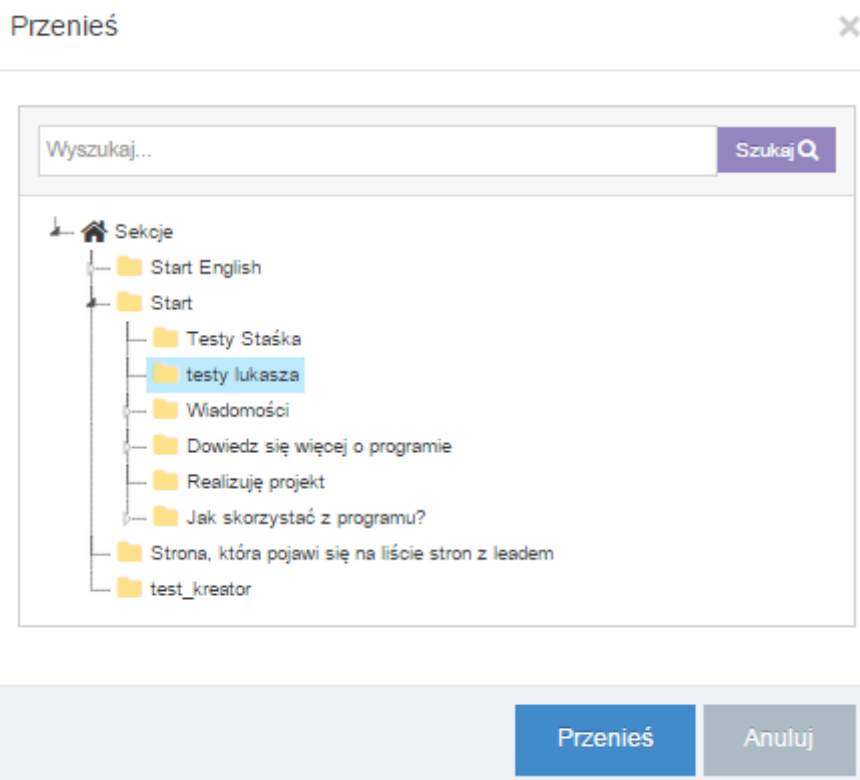 Przenieś
Wyszukaj...
Szukaj
Sekcje
Start English
Start
Testy Staśka
testy lukasza
Wiadomości
Dowiedz się więcej o programie
Realizuję projekt
Jak skorzystać z programu?
Strona, która pojawi się na liście stron z leadem
test_kreator
Przenieś Anuluj